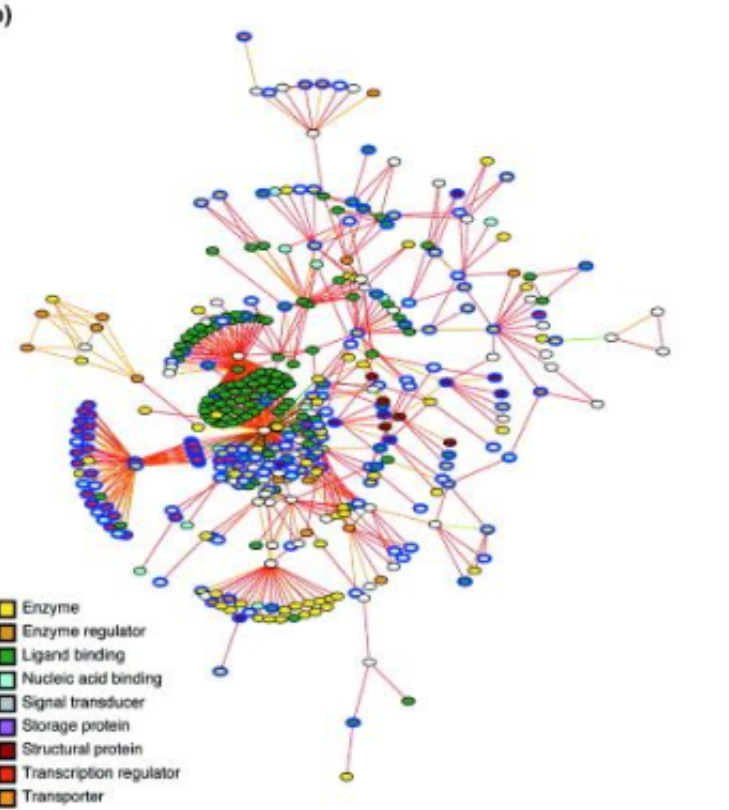 )
Enzyme
Enzyme regulator
Ligand binding
Nucleic acid binding
Signal transducer
Storage protein
Structural protein
Transcription regulator
Transporter